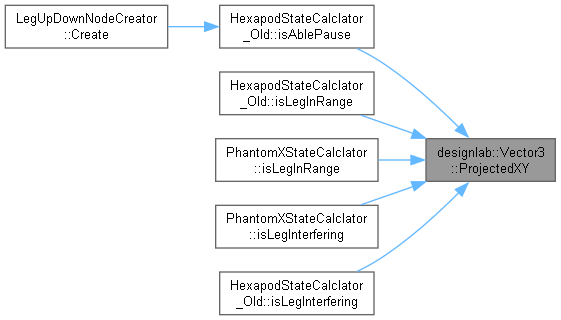 LegUpDownNodeCreator
::Create
HexapodStateCalclator
_Old::isAblePause
HexapodStateCalclator
_Old::isLegInRange
PhantomXStateCalclator
::isLegInRange
PhantomXStateCalclator
::isLegInterfering
HexapodStateCalclator
_Old::isLegInterfering
designlab::Vector3
::ProjectedXY